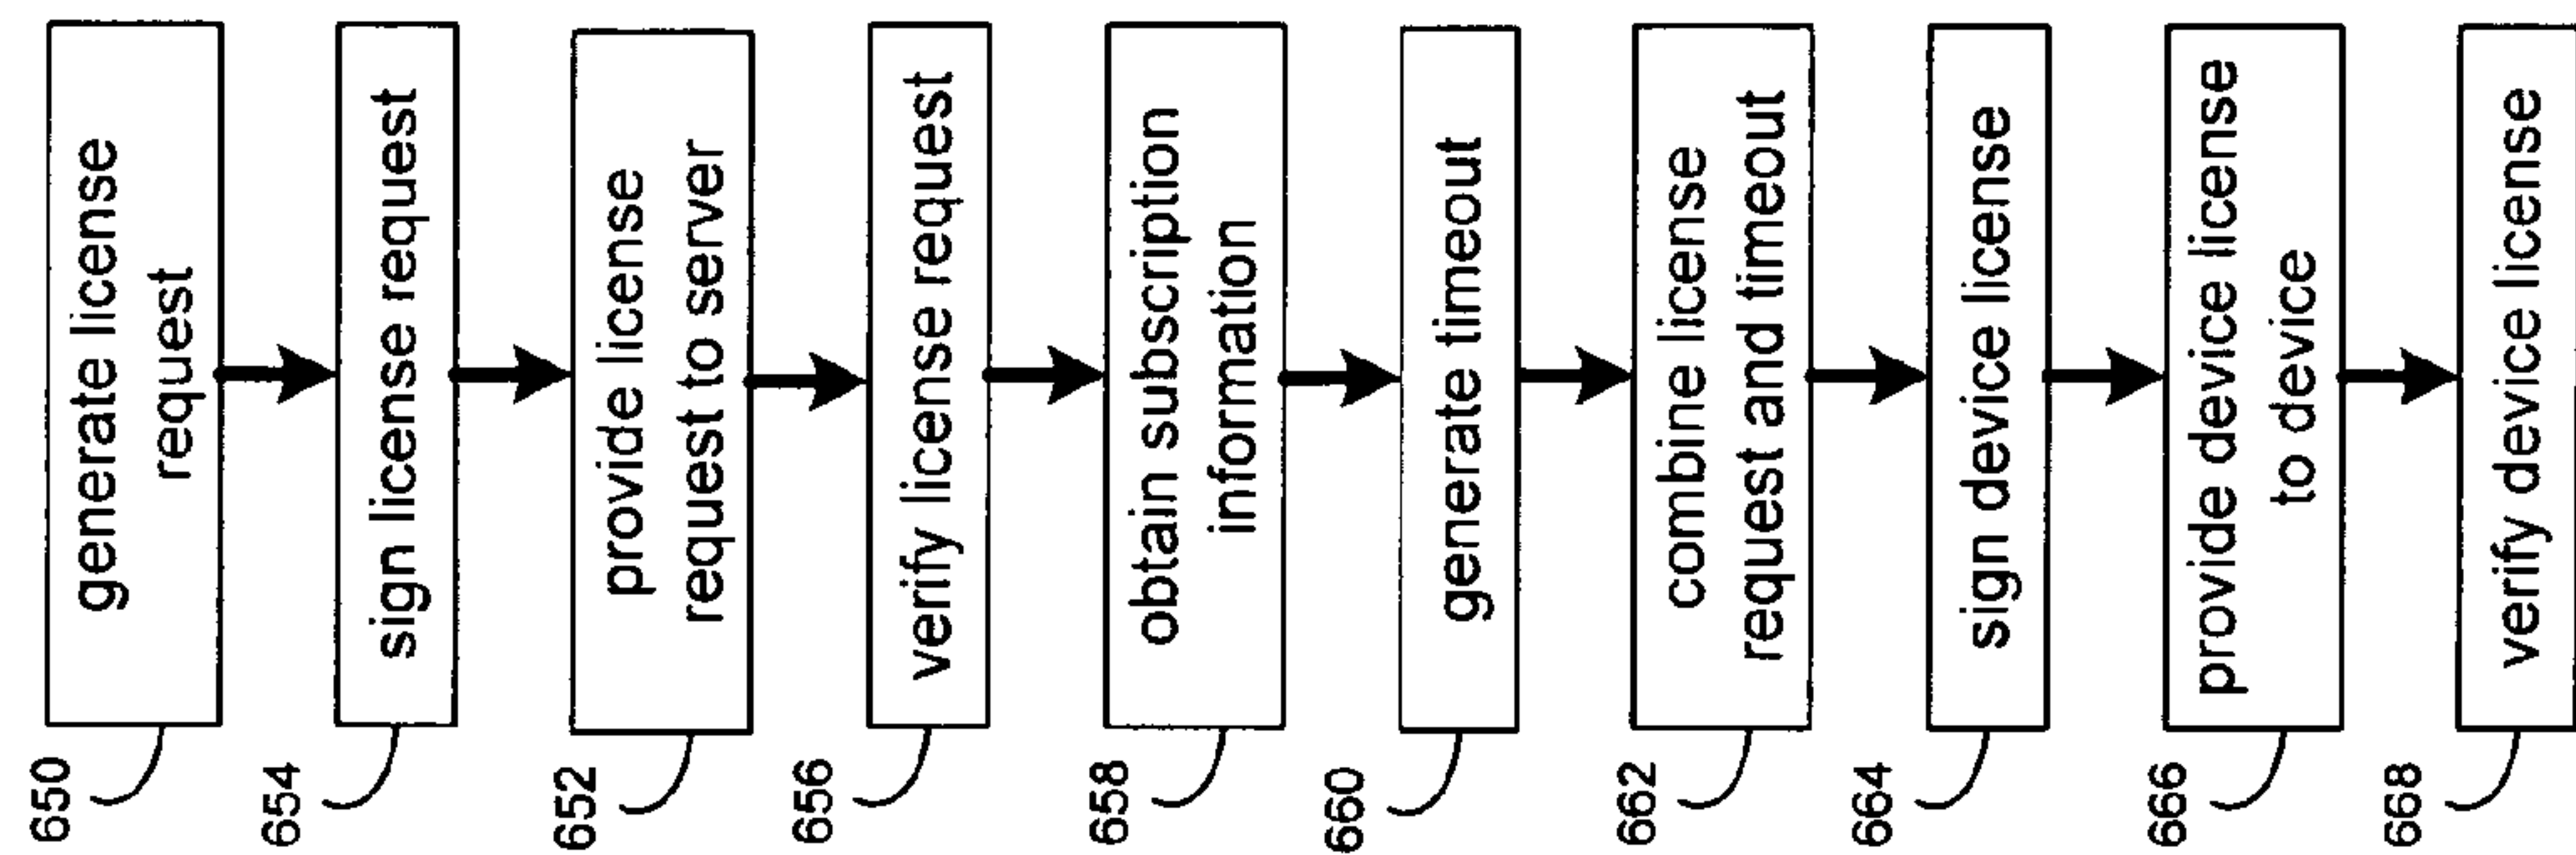 650
generate license
request
654
sign license request
652
provide license
request to server
656
verify license request
658
obtain subscription
information
660
generate timeout
662
combine license
request and timeout
664
sign device license
666
provide device license
to device
668
verify device license